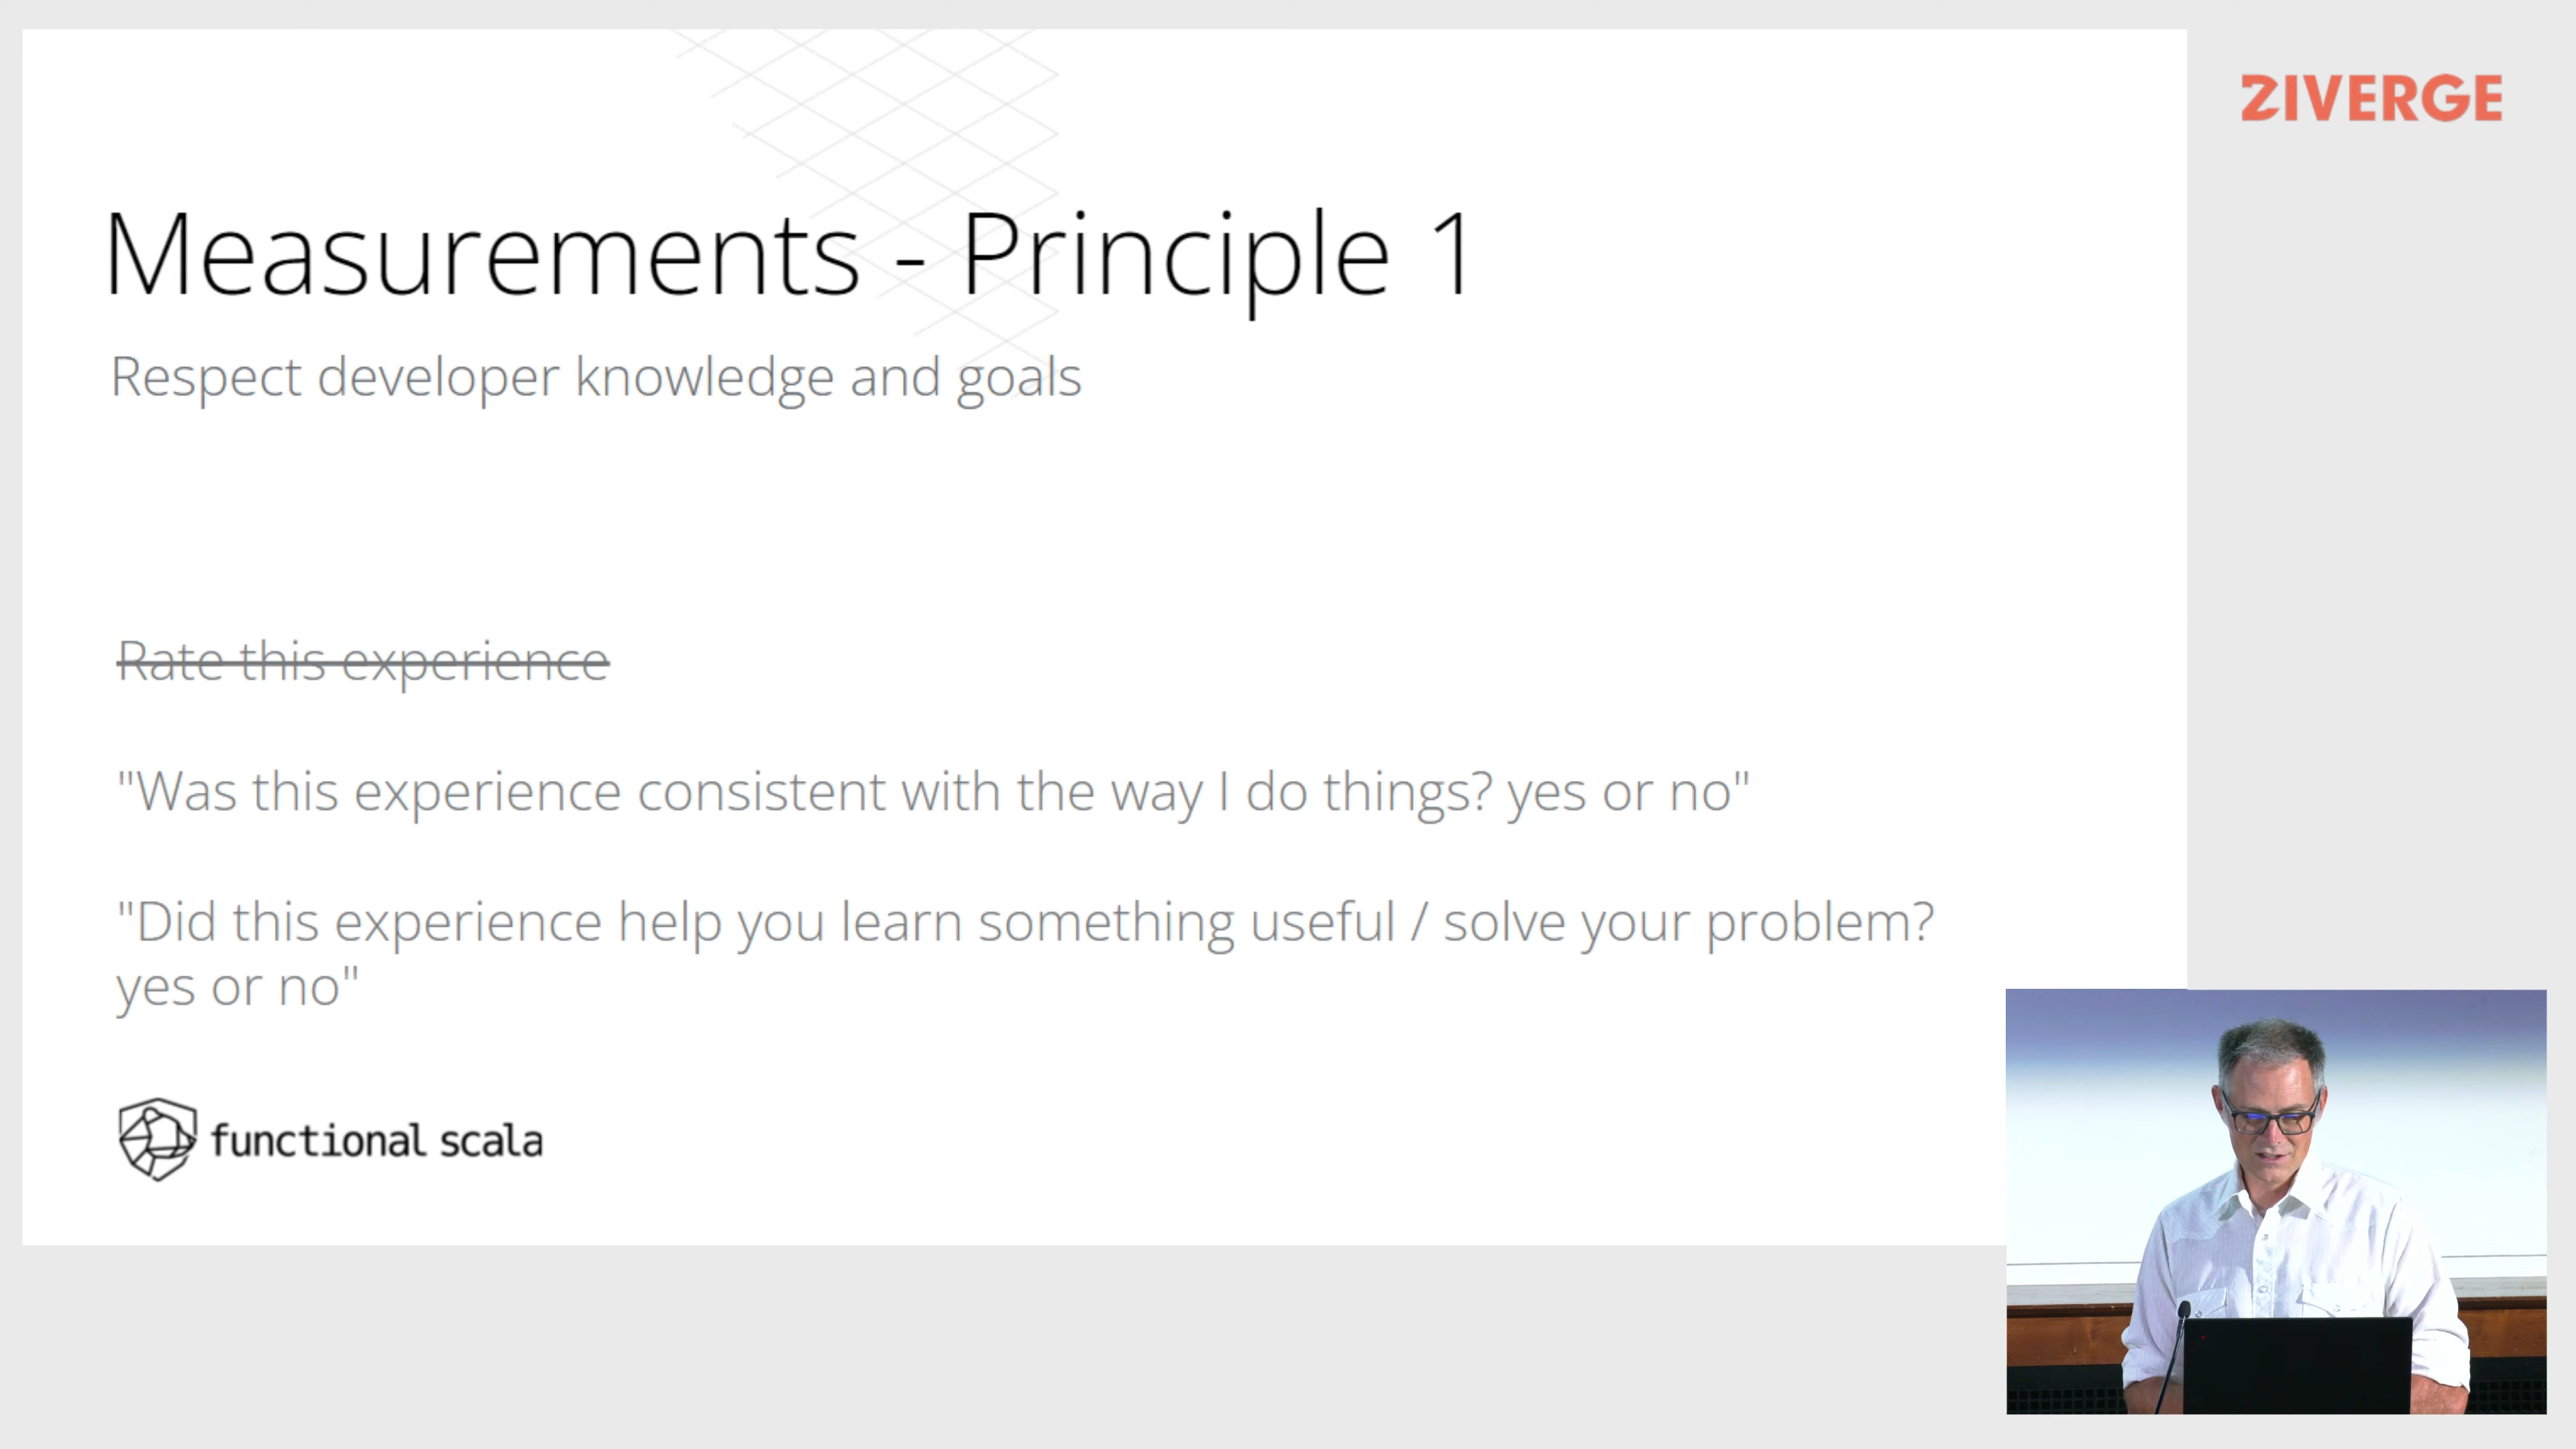 ZIVERGE
Measurements - Principle 1
Respect developer knowledge and goals
Rate this experience
"Was this experience consistent with the way I do things? yes or no"
"Did this experience help you learn something useful / solve your problem?
yes or no"
functional scala